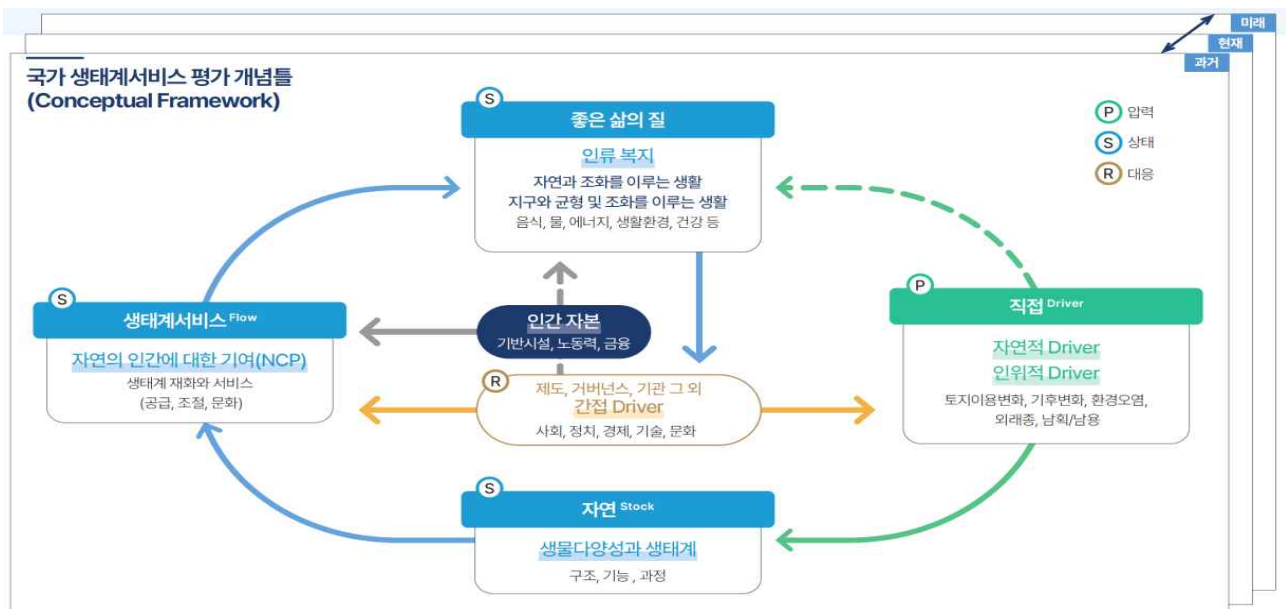 미래
현재
과거
국가 생태계서비스 평가 개념틀
(Conceptual Framework)
P 압력
S 상태
R 대응
S
좋은 삶의 질
인류 복지
자연과 조화를 이루는 생활
지구와 균형 및 조화를 이루는 생활
음식, 물, 에너지, 생활환경, 건강 등
S
생태계서비스 Flow
자연의 인간에 대한 기여(NCP)
생태계 재화와 서비스
(공급, 조절, 문화)
인간 자본
기반시설, 노동력, 금융
R
제도, 거버넌스, 기관 그 외
간접 Driver
사회, 정치, 경제, 기술, 문화
P
직접 Driver
자연적 Driver
인위적 Driver
토지이용변화, 기후변화, 환경오염,
외래종, 남획/남용
S
자연 Stock
생물다양성과 생태계
구조, 기능 , 과정